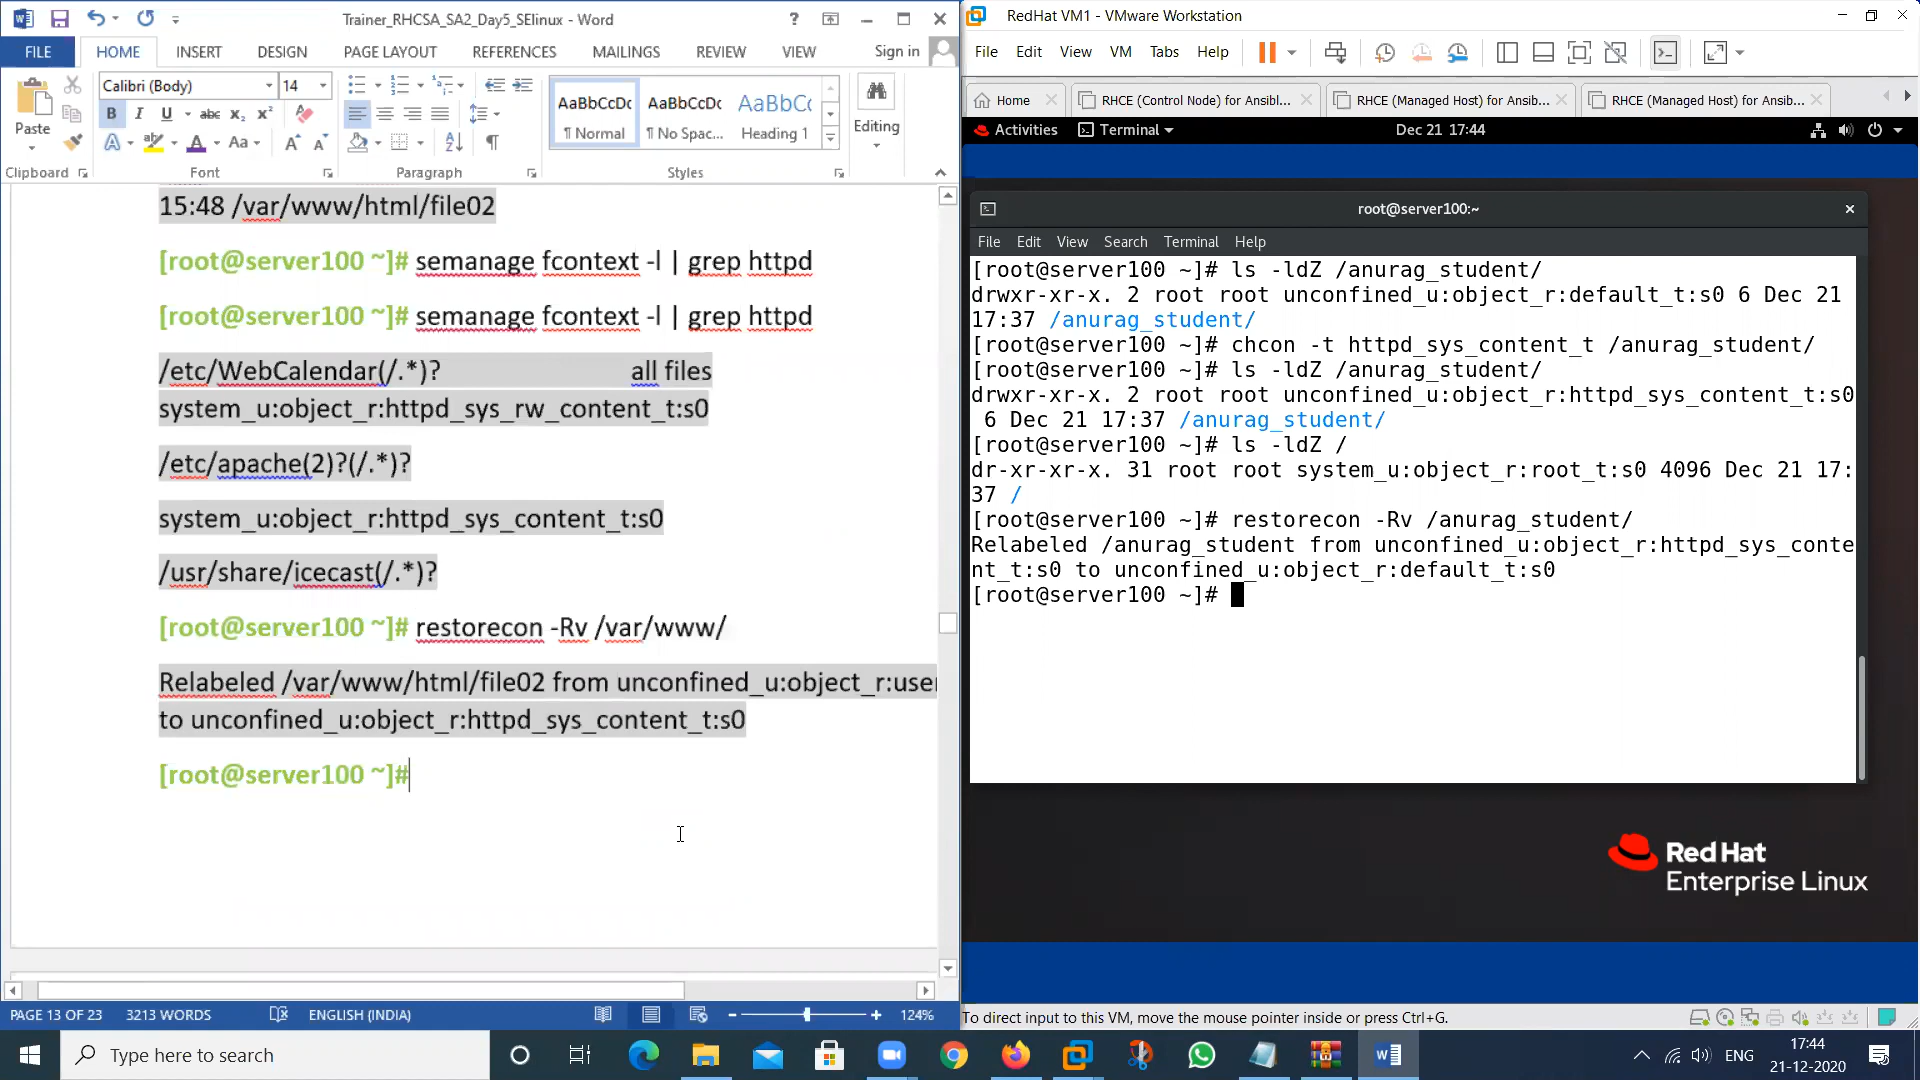 Trainer_RHCSA_SA2_Day5_SElinux - Word
?
FILE
HOME
INSERT
DESIGN
PAGE LAYOUT
REFERENCES
MAILINGS
REVIEW
VIEW
Sign in
Paste
Calibri (Body)
14
AaBbCcDc
¶ Normal
AaBbCcDc
¶ No Spac...
AaBbCc
Heading 1
Editing
Clipboard
Font
Paragraph
Styles
15:48 /var/www/html/file02
[root@server100 ~]# semanage fcontext -l | grep httpd
[root@server100 ~]# semanage fcontext -l | grep httpd
/etc/WebCalendar(/.*)? all files
system_u:object_r:httpd_sys_rw_content_t:s0
/etc/apache(2)?(/.*)?
system_u:object_r:httpd_sys_content_t:s0
/usr/share/icecast(/.*)?
[root@server100 ~]# restorecon -Rv /var/www/
Relabeled /var/www/html/file02 from unconfined_u:object_r:user
to unconfined_u:object_r:httpd_sys_content_t:s0
[root@server100 ~]#
PAGE 13 OF 23
3213 WORDS
ENGLISH (INDIA)
124%
RedHat VM1 - VMware Workstation
File Edit View VM Tabs Help
Home
RHCE (Control Node) for Ansibl...
RHCE (Managed Host) for Ansib...
RHCE (Managed Host) for Ansib...
Activities
Terminal
Dec 21 17:44
root@server100:~
File Edit View Search Terminal Help
[root@server100 ~]# ls -ldZ /anurag_student/
drwxr-xr-x. 2 root root unconfined_u:object_r:default_t:s0 6 Dec 21
17:37 /anurag_student/
[root@server100 ~]# chcon -t httpd_sys_content_t /anurag_student/
[root@server100 ~]# ls -ldZ /anurag_student/
drwxr-xr-x. 2 root root unconfined_u:object_r:httpd_sys_content_t:s0
6 Dec 21 17:37 /anurag_student/
[root@server100 ~]# ls -ldZ /
dr-xr-xr-x. 31 root root system_u:object_r:root_t:s0 4096 Dec 21 17:
37 /
[root@server100 ~]# restorecon -Rv /anurag_student/
Relabeled /anurag_student from unconfined_u:object_r:httpd_sys_conte
nt_t:s0 to unconfined_u:object_r:default_t:s0
[root@server100 ~]#
Red Hat
Enterprise Linux
To direct input to this VM, move the mouse pointer inside or press Ctrl+G.
Type here to search
ENG
17:44
21-12-2020